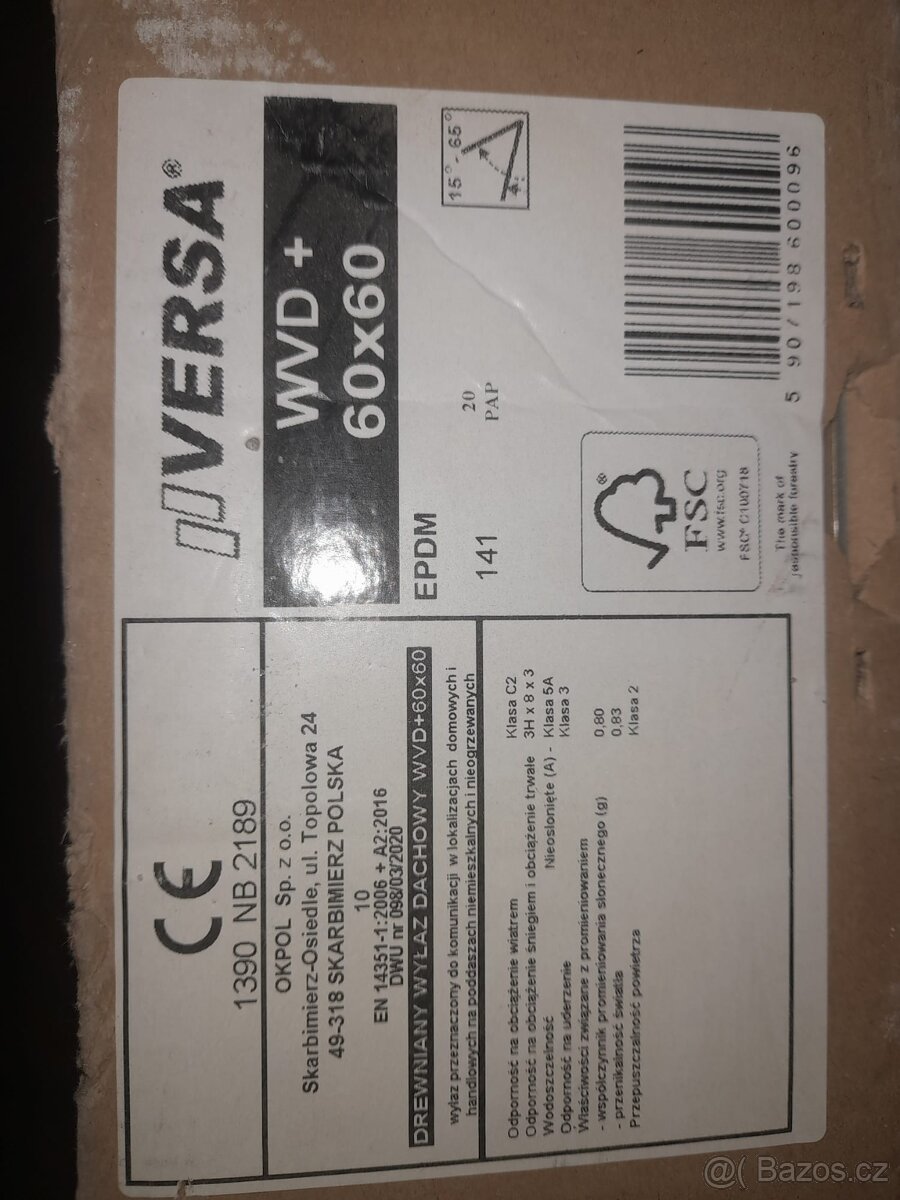 VERSA®
WVD +
60x60
EPDM
141
20
PAP
15° - 65°
FSC
®
www.fsc.org
FSC® C100718
The mark of
responsible forestry
5 907198 600096
CE
1390 NB 2189
OKPOL Sp. z o.o.
Skarbimierz-Osiedle, ul. Topolowa 24
49-318 SKARBIMIERZ POLSKA
10
EN 14351-1:2006 + A2:2016
DWU nr 098/03/2020
DREWNIANY WYŁAZ DACHOWY WVD+60x60
wyłaz przeznaczony do komunikacji w lokalizacjach domowych i
handlowych na poddaszach niemieszkalnych i nieogrzewanych
Odporność na obciążenie wiatrem Klasa C2
Odporność na obciążenie śniegiem i obciążenie trwałe 3H x 8 x 3
Wodoszczelność Nieosłonięte (A) - Klasa 5A
Odporność na uderzenie Klasa 3
Właściwości związane z promieniowaniem
- współczynnik promieniowania słonecznego (g) 0,80
- przenikalność światła 0,83
Przepuszczalność powietrza Klasa 2
@( Bazos.cz